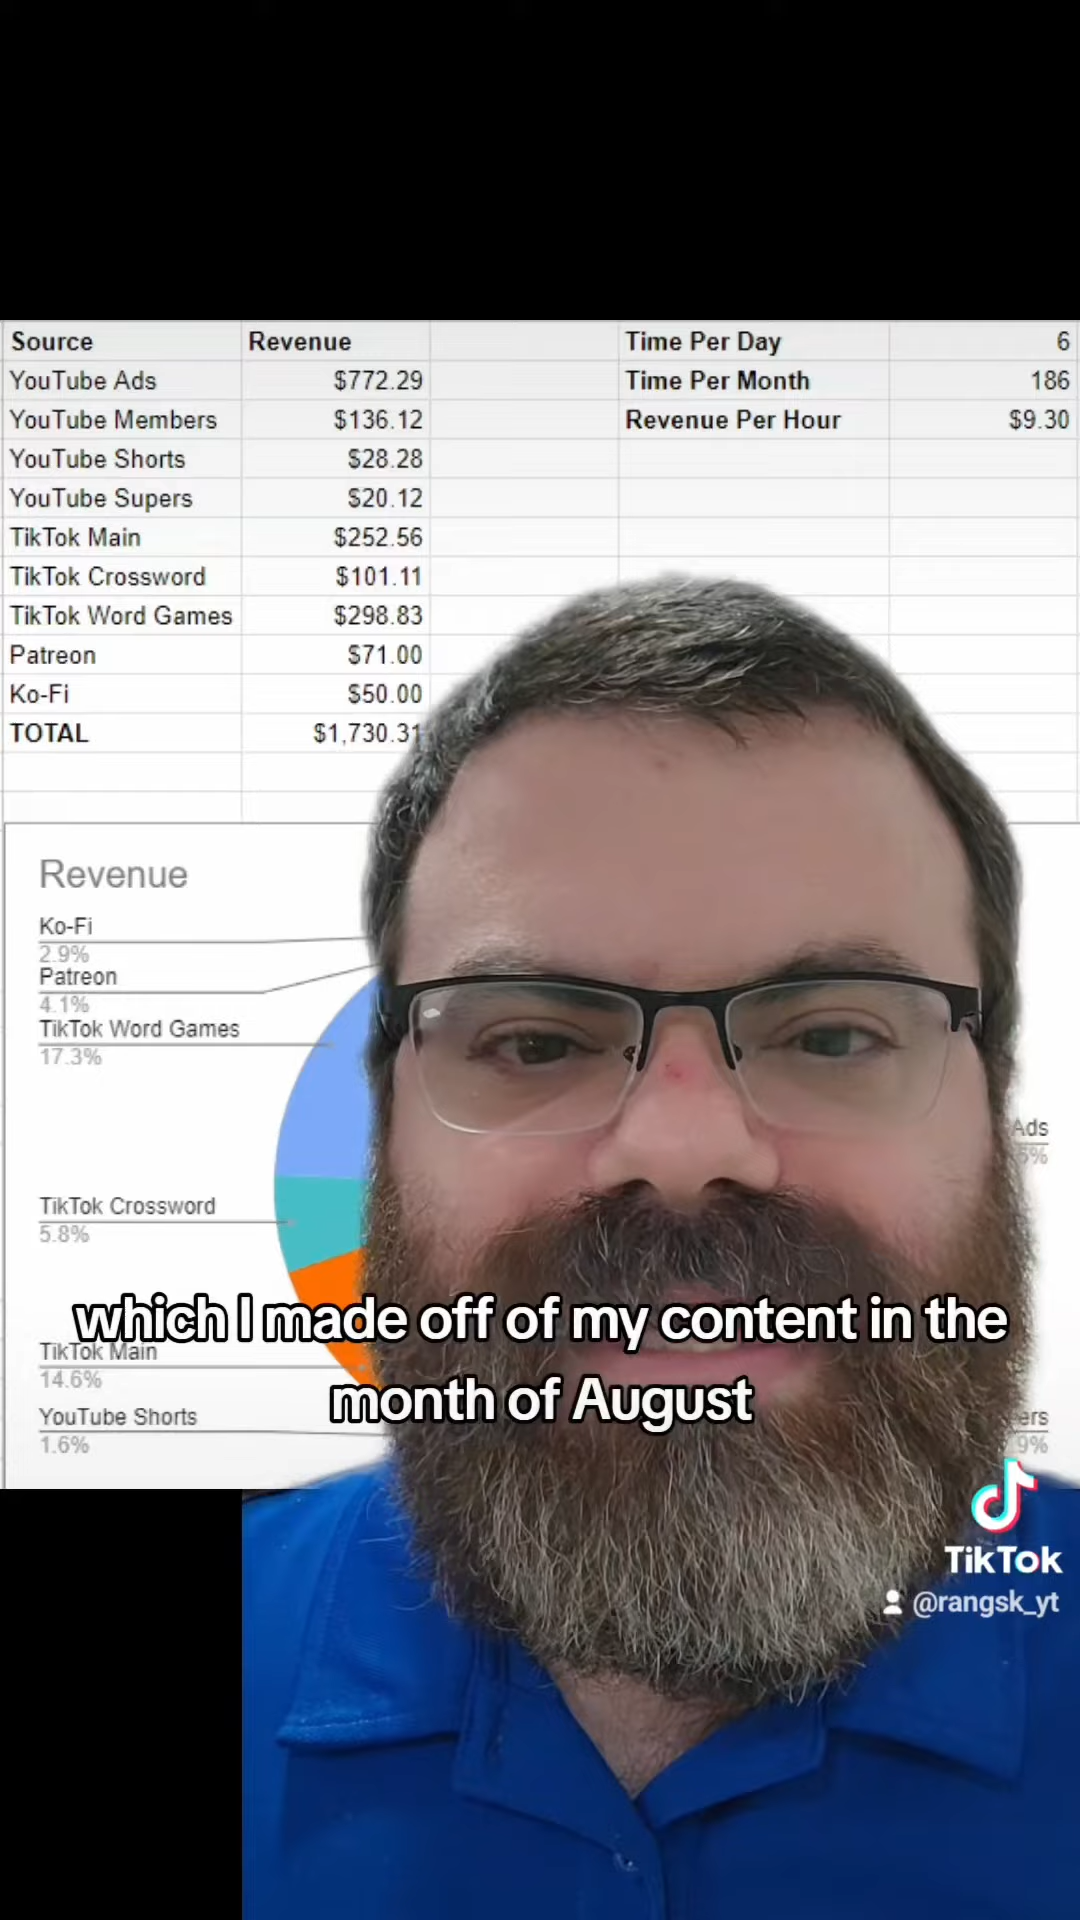 Source Revenue Time Per Day 6
YouTube Ads $772.29 Time Per Month 186
YouTube Members $136.12 Revenue Per Hour $9.30
YouTube Shorts $28.28
YouTube Supers $20.12
TikTok Main $252.56
TikTok Crossword $101.11
TikTok Word Games $298.83
Patreon $71.00
Ko-Fi $50.00
TOTAL $1,730.31
Revenue
Ko-Fi
2.9%
Patreon
4.1%
TikTok Word Games
17.3%
Ads
TikTok Crossword
5.8%
which I made off of my content in the
TikTok Main
14.6%
month of August
YouTube Shorts
1.6%
9%
TikTok
@rangsk_yt